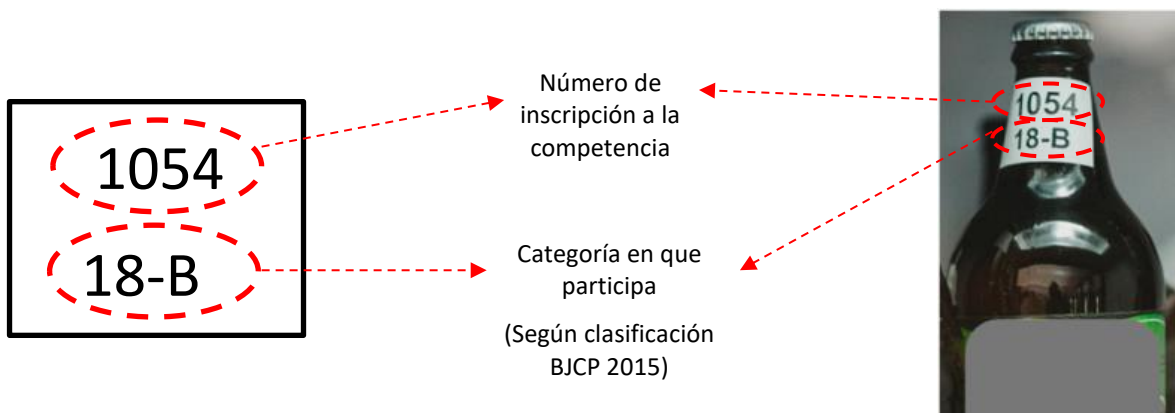 1054
18-B
Número de
inscripción a la
competencia
Categoría en que
participa
(Según clasificación
BJCP 2015)
1054
18-B